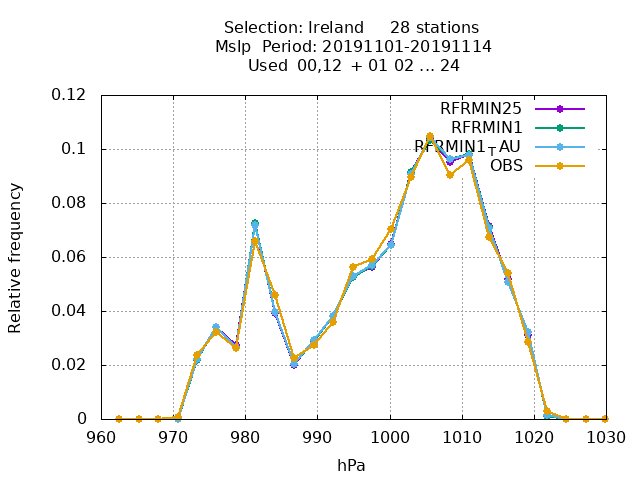 Selection: Ireland 28 stations
Mslp Period: 20191101-20191114
Used 00,12 + 01 02 ... 24
0.12
0.1
0.08
0.06
0.04
0.02
0
Relative frequency
RFRMIN25
RFRMIN1
RFRMIN1_TAU
OBS
960 970 980 990 1000 1010 1020 1030
hPa